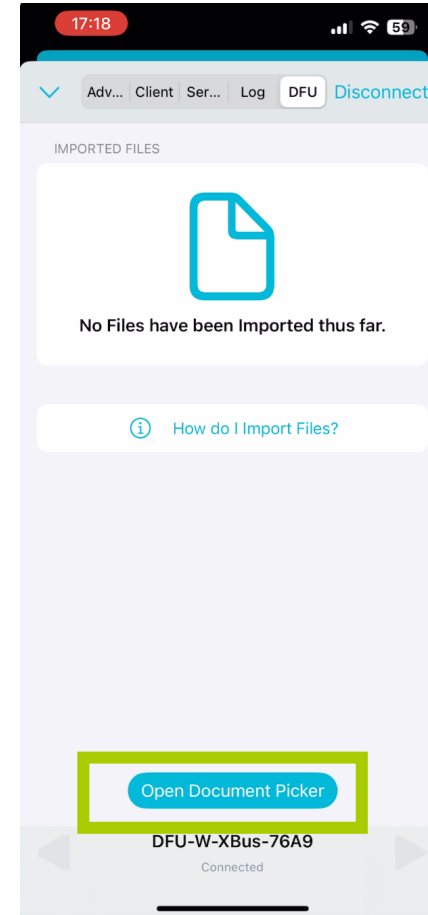 17:18
59
Adv... Client Ser... Log DFU Disconnect
IMPORTED FILES
No Files have been Imported thus far.
How do I Import Files?
Open Document Picker
DFU-W-XBus-76A9
Connected